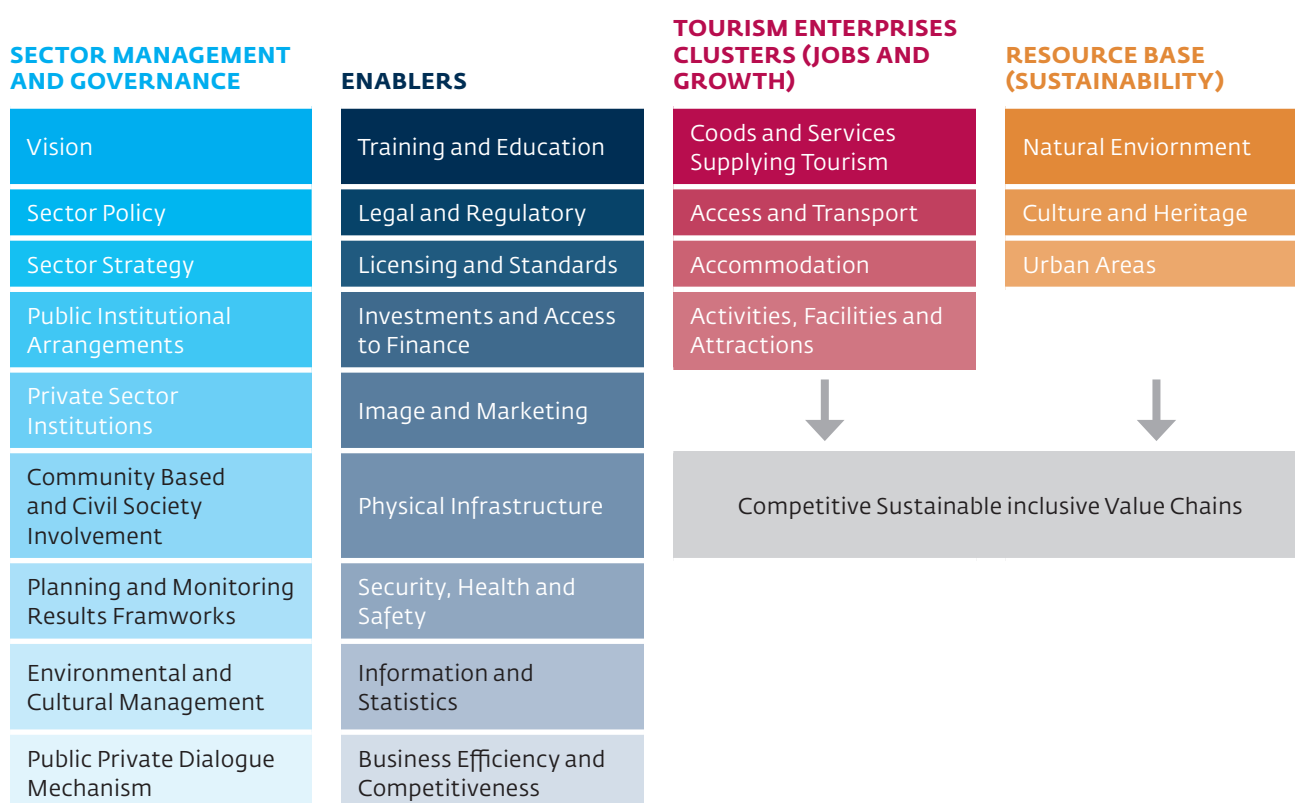 SECTOR MANAGEMENT
AND GOVERNANCE
Vision
Sector Policy
Sector Strategy
Public Institutional
Arrangements
Private Sector
Institutions
Community Based
and Civil Society
Involvement
Planning and Monitoring
Results Framworks
Environmental and
Cultural Management
Public Private Dialogue
Mechanism
ENABLERS
Training and Education
Legal and Regulatory
Licensing and Standards
Investments and Access
to Finance
Image and Marketing
Physical Infrastructure
Security, Health and
Safety
Information and
Statistics
Business Efficiency and
Competitiveness
TOURISM ENTERPRISES
CLUSTERS (JOBS AND
GROWTH)
Coods and Services
Supplying Tourism
Access and Transport
Accommodation
Activities, Facilities and
Attractions
RESOURCE BASE
(SUSTAINABILITY)
Natural Enviornment
Culture and Heritage
Urban Areas
Competitive Sustainable inclusive Value Chains